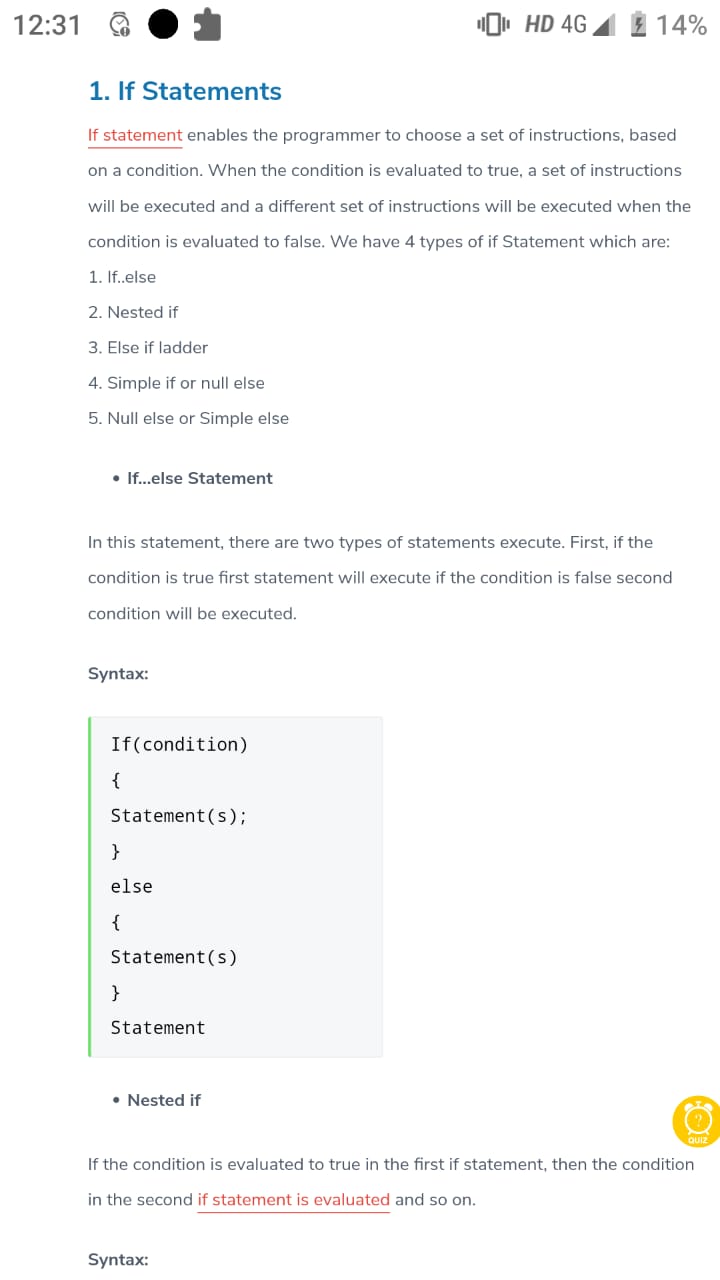 12:31 HD 4G 14%
1. If Statements
If statement enables the programmer to choose a set of instructions, based
on a condition. When the condition is evaluated to true, a set of instructions
will be executed and a different set of instructions will be executed when the
condition is evaluated to false. We have 4 types of if Statement which are:
1. If..else
2. Nested if
3. Else if ladder
4. Simple if or null else
5. Null else or Simple else
• If...else Statement
In this statement, there are two types of statements execute. First, if the
condition is true first statement will execute if the condition is false second
condition will be executed.
Syntax:
If(condition)
{
Statement(s);
}
else
{
Statement(s)
}
Statement
• Nested if
?
QUIZ
If the condition is evaluated to true in the first if statement, then the condition
in the second if statement is evaluated and so on.
Syntax: